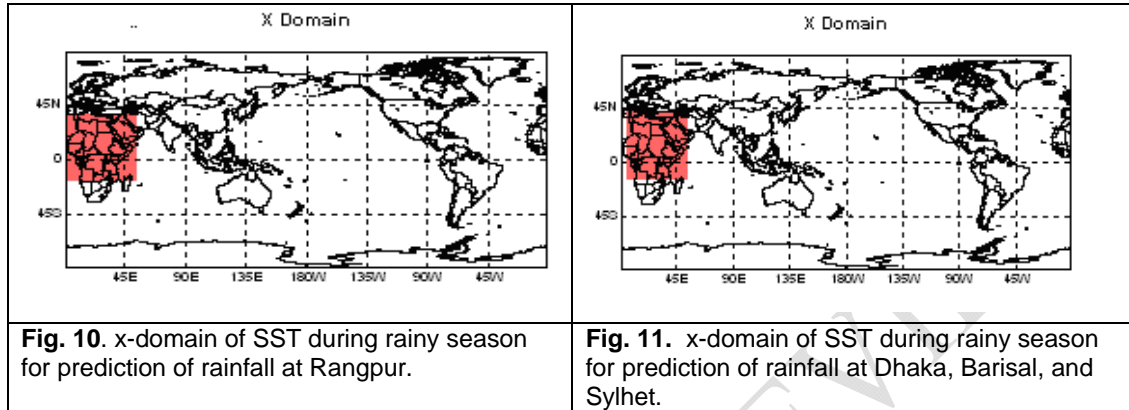 X Domain
45N
0
45S
45E 90E 135E 180W 135W 90W 45W
Fig. 10. x-domain of SST during rainy season
for prediction of rainfall at Rangpur.
X Domain
45N
0
45S
45E 90E 135E 180W 135W 90W 45W
Fig. 11. x-domain of SST during rainy season
for prediction of rainfall at Dhaka, Barisal, and
Sylhet.